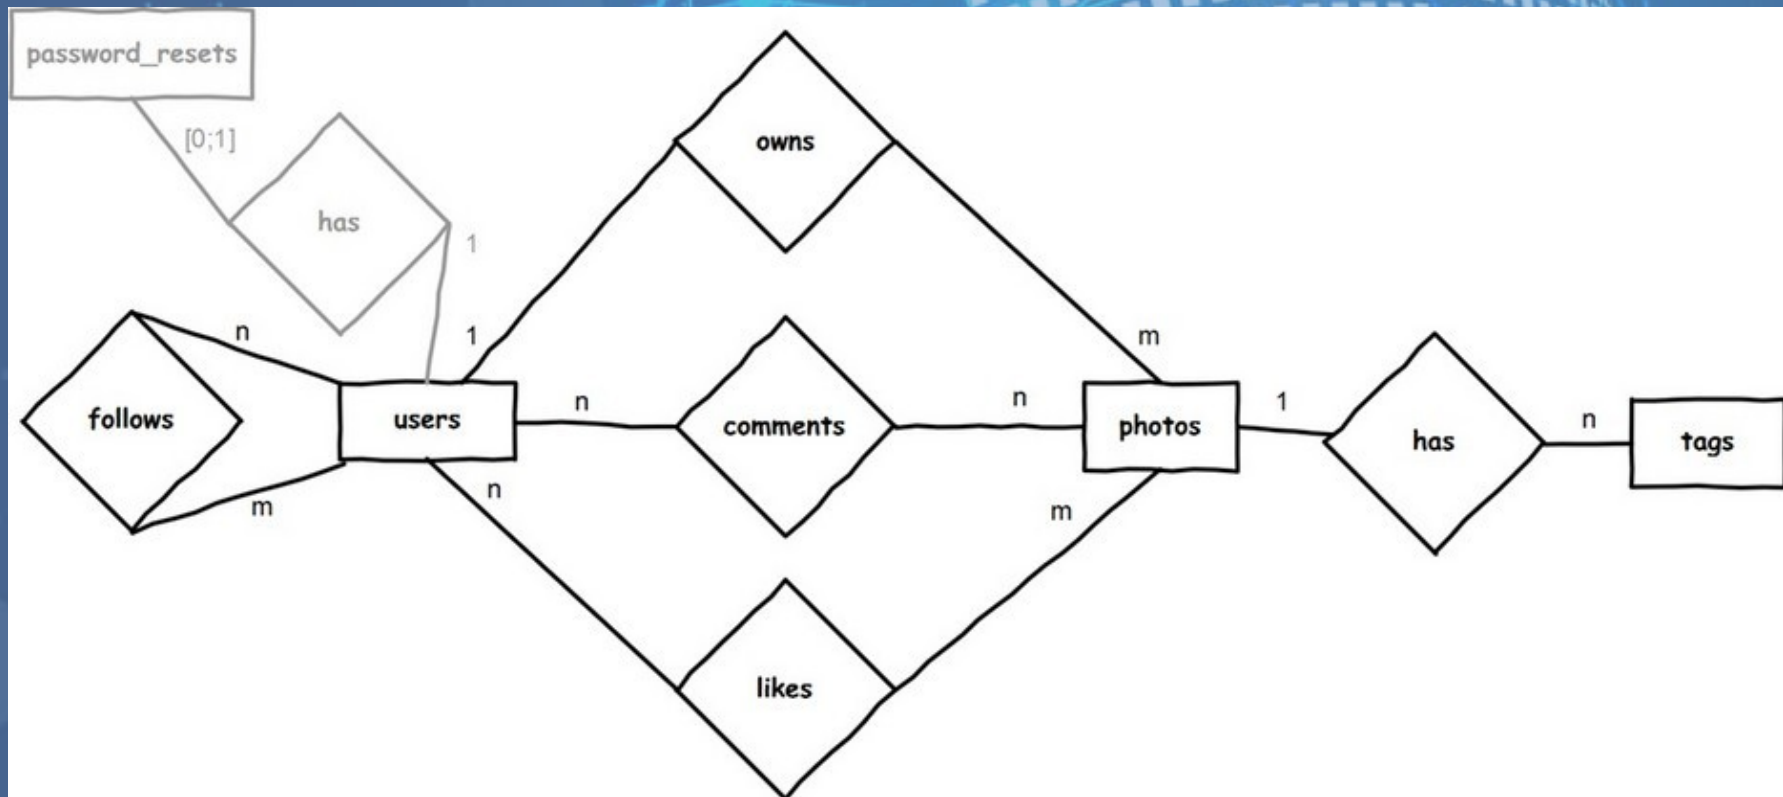 password_resets
[0;1]
has
1
owns
1
m
n
follows
m
users
n
comments
n
photos
1
has
n
tags
n
m
likes